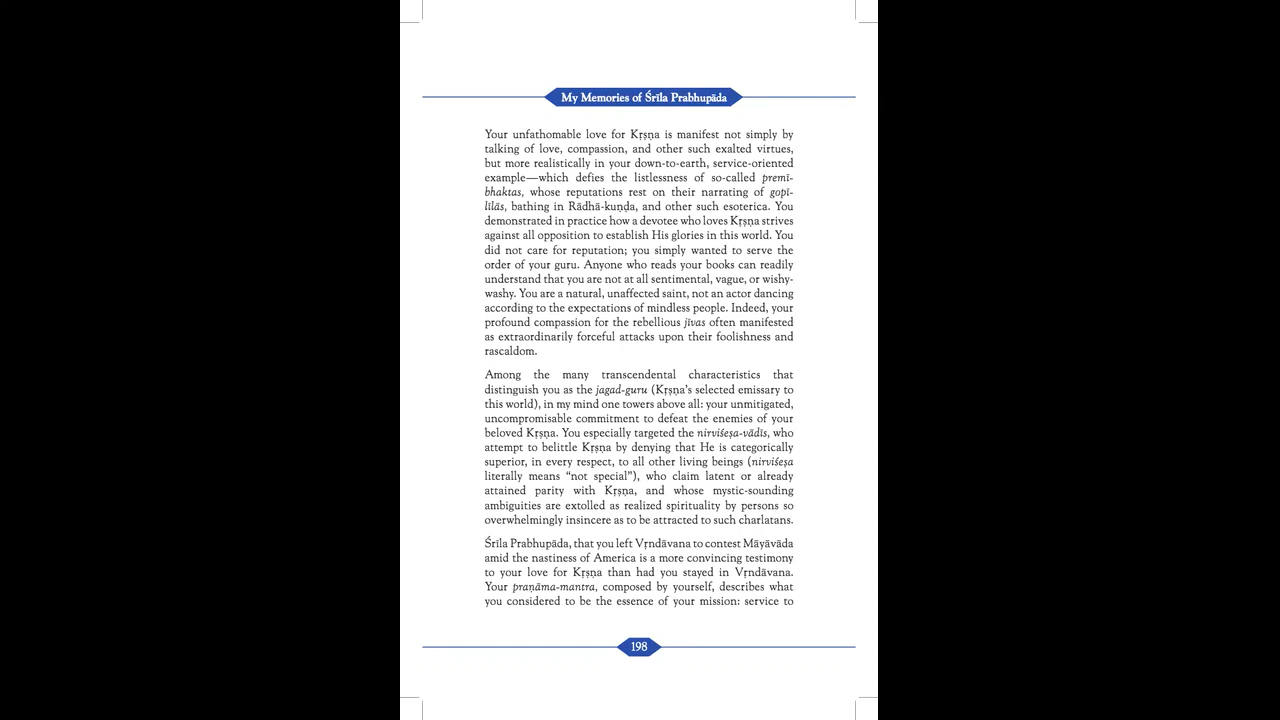 My Memories of Śrīla Prabhupāda
Your unfathomable love for Kṛṣṇa is manifest not simply by
talking of love, compassion, and other such exalted virtues,
but more realistically in your down-to-earth, service-oriented
example—which defies the listlessness of so-called premī-
bhaktas, whose reputations rest on their narrating of gopī-
līlās, bathing in Rādhā-kuṇḍa, and other such esoterica. You
demonstrated in practice how a devotee who loves Kṛṣṇa strives
against all opposition to establish His glories in this world. You
did not care for reputation; you simply wanted to serve the
order of your guru. Anyone who reads your books can readily
understand that you are not at all sentimental, vague, or wishy-
washy. You are a natural, unaffected saint, not an actor dancing
according to the expectations of mindless people. Indeed, your
profound compassion for the rebellious jīvas often manifested
as extraordinarily forceful attacks upon their foolishness and
rascaldom.
Among the many transcendental characteristics that
distinguish you as the jagad-guru (Kṛṣṇa's selected emissary to
this world), in my mind one towers above all: your unmitigated,
uncompromisable commitment to defeat the enemies of your
beloved Kṛṣṇa. You especially targeted the nirviśeṣa-vādīs, who
attempt to belittle Kṛṣṇa by denying that He is categorically
superior, in every respect, to all other living beings (nirviśeṣa
literally means “not special”), who claim latent or already
attained parity with Kṛṣṇa, and whose mystic-sounding
ambiguities are extolled as realized spirituality by persons so
overwhelmingly insincere as to be attracted to such charlatans.
Śrīla Prabhupāda, that you left Vṛndāvana to contest Māyāvāda
amid the nastiness of America is a more convincing testimony
to your love for Kṛṣṇa than had you stayed in Vṛndāvana.
Your praṇāma-mantra, composed by yourself, describes what
you considered to be the essence of your mission: service to
198